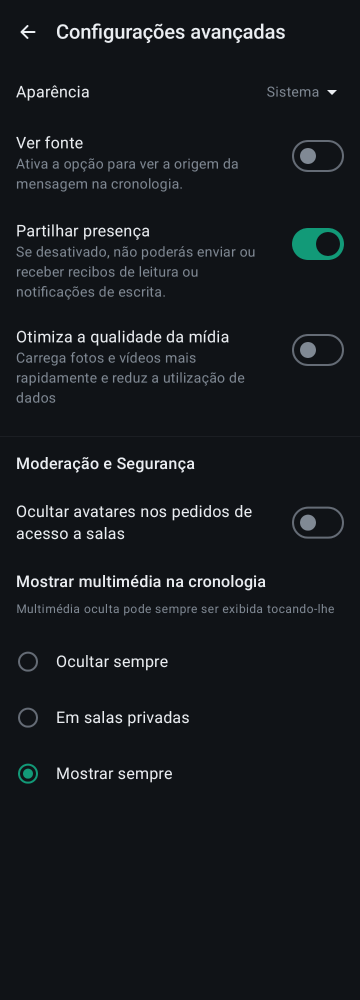 Configurações avançadas
Aparência
Sistema
Ver fonte
Ativa a opção para ver a origem da
mensagem na cronologia.
Partilhar presença
Se desativado, não poderás enviar ou
receber recibos de leitura ou
notificações de escrita.
Otimiza a qualidade da mídia
Carrega fotos e vídeos mais
rapidamente e reduz a utilização de
dados
Moderação e Segurança
Ocultar avatares nos pedidos de
acesso a salas
Mostrar multimédia na cronologia
Multimédia oculta pode sempre ser exibida tocando-lhe
Ocultar sempre
Em salas privadas
Mostrar sempre